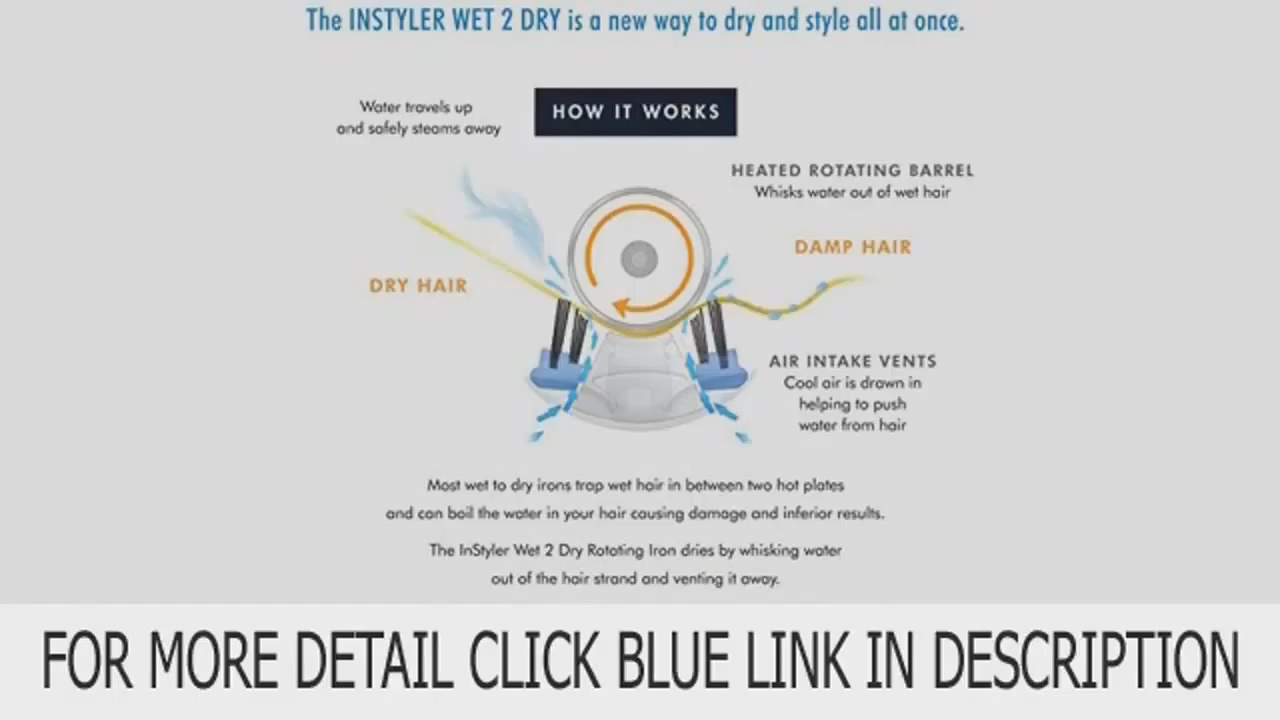 The INSTYLER WET 2 DRY is a new way to dry and style all at once.
Water travels up
and safely steams away
HOW IT WORKS
HEATED ROTATING BARREL
Whisks water out of wet hair
DAMP HAIR
DRY HAIR
AIR INTAKE VENTS
Cool air is drawn in
helping to push
water from hair
Most wet to dry irons trap wet hair in between two hot plates
and can boil the water in your hair causing damage and inferior results.
The InStyler Wet 2 Dry Rotating Iron dries by whisking water
out of the hair strand and venting it away.
FOR MORE DETAIL CLICK BLUE LINK IN DESCRIPTION